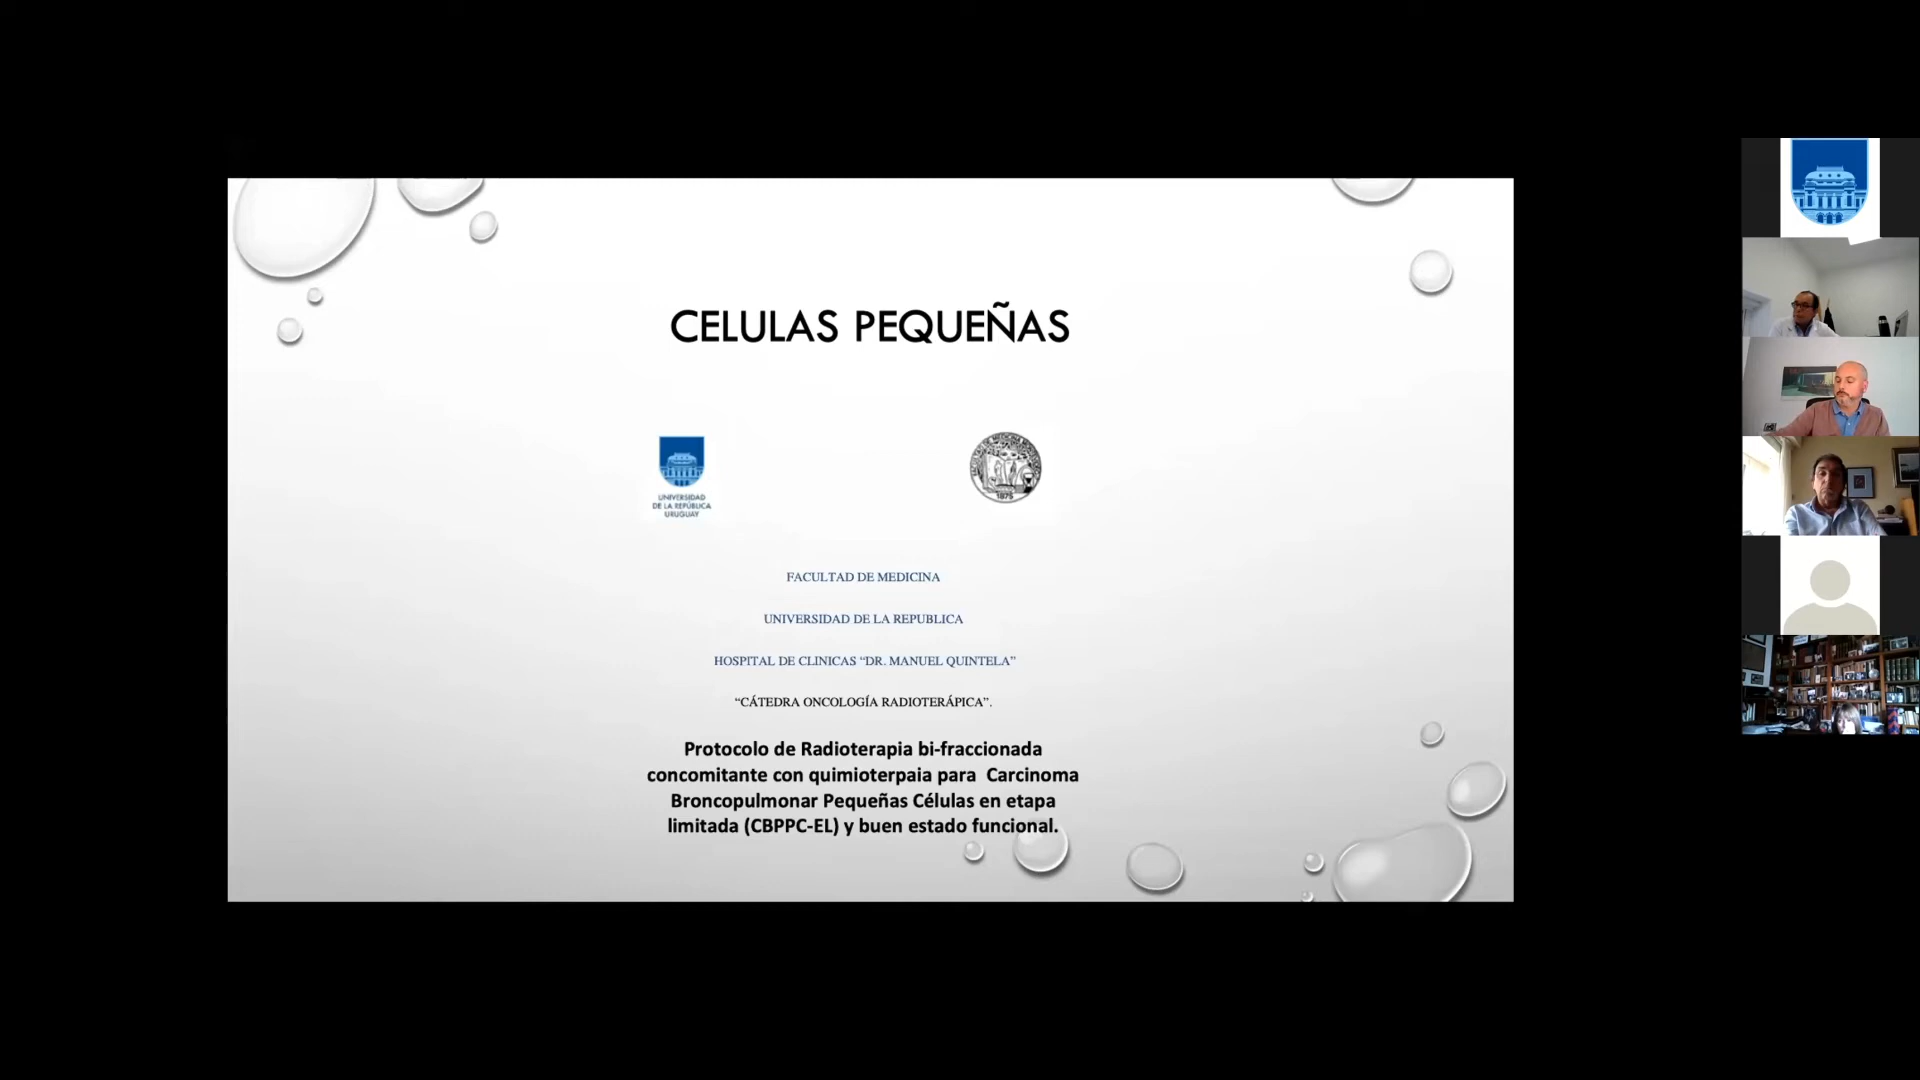 CELULAS PEQUEÑAS
UNIVERSIDAD
DE LA REPÚBLICA
URUGUAY
1875
FACULTAD DE MEDICINA
UNIVERSIDAD DE LA REPUBLICA
HOSPITAL DE CLINICAS “DR. MANUEL QUINTELA”
“CÁTEDRA ONCOLOGÍA RADIOTERÁPICA”.
Protocolo de Radioterapia bi-fraccionada
concomitante con quimioterpaia para Carcinoma
Broncopulmonar Pequeñas Células en etapa
limitada (CBPPC-EL) y buen estado funcional.